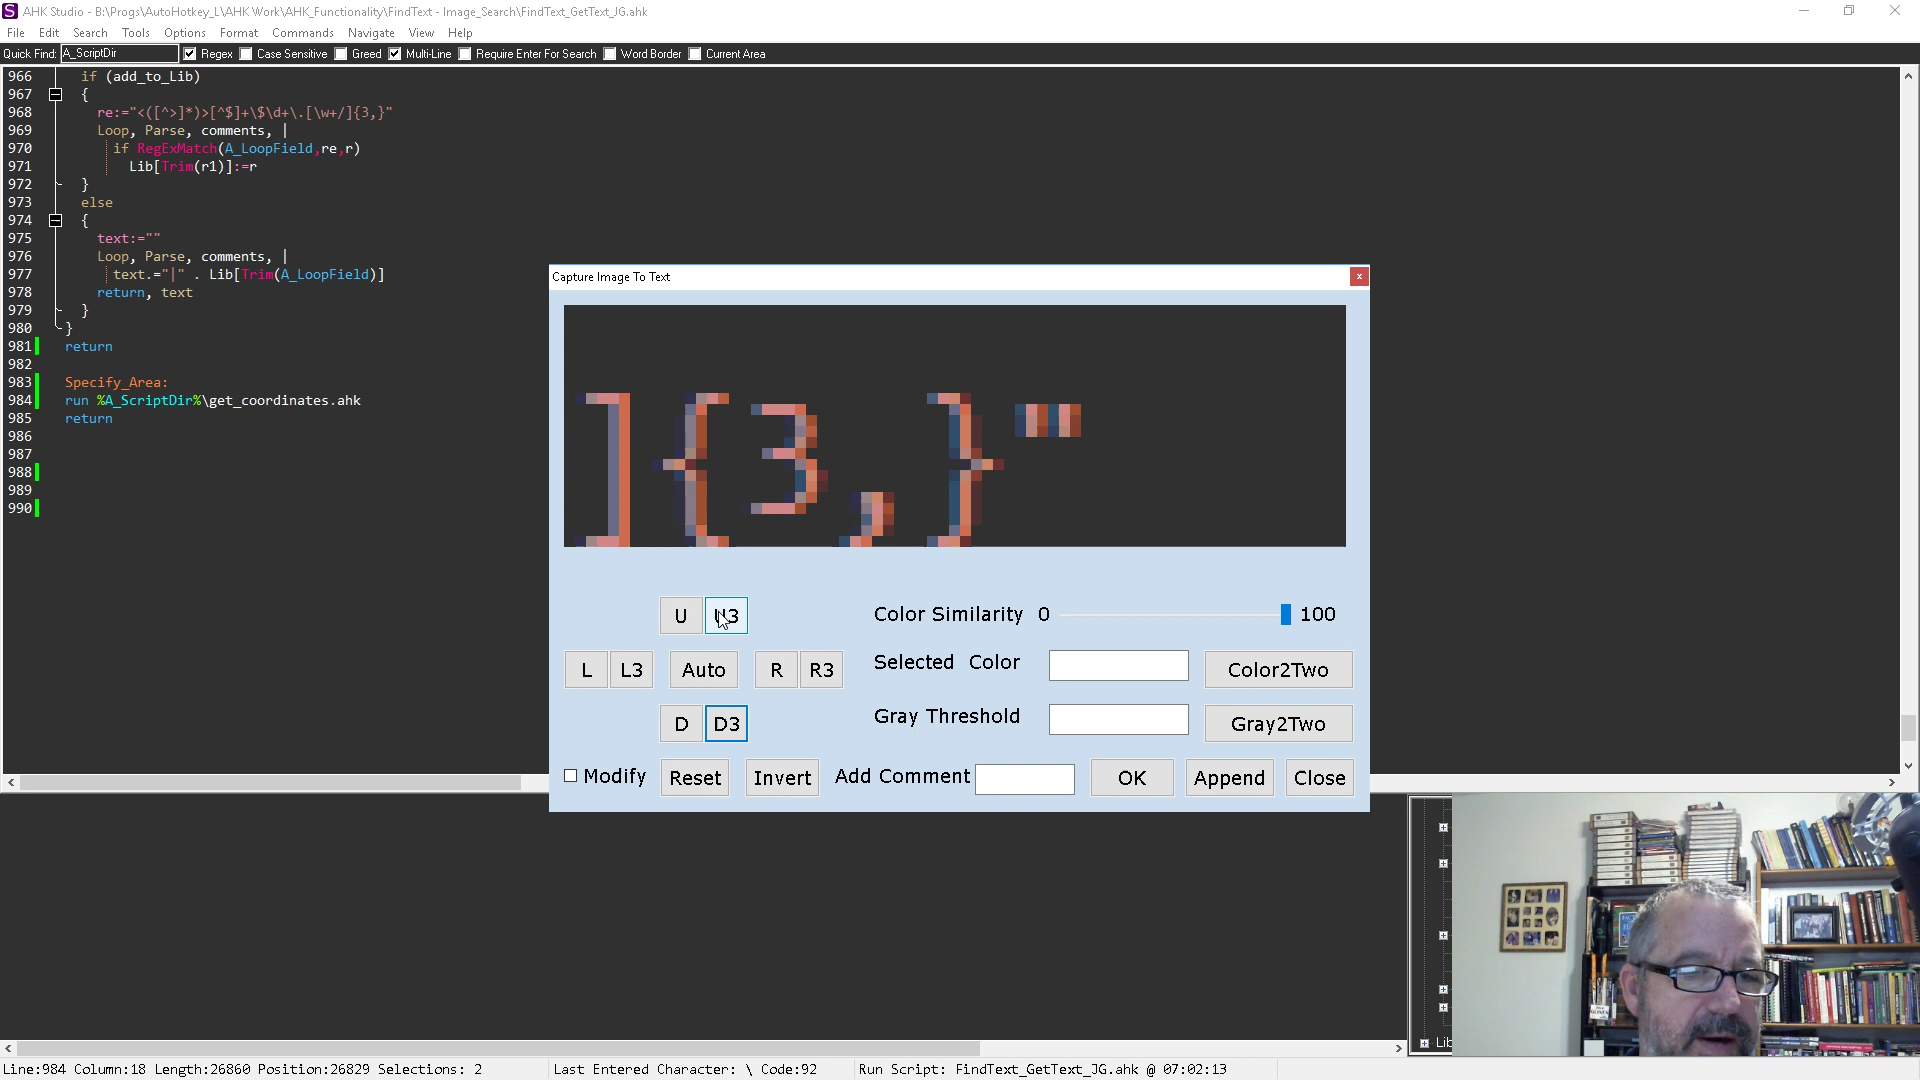 AHK Studio - B:\Progs\AutoHotkey_L\AHK Work\AHK_Functionality\FindText - Image_Search\FindText_GetText_JG.ahk
File Edit Search Tools Options Format Commands Navigate View Help
Quick Find: A_ScriptDir Regex Case Sensitive Greed Multi-Line Require Enter For Search Word Border Current Area
966 if (add_to_Lib)
967 {
968 re:="<([^>]*)>[^$]+\$\d+\.[\w+/]{3,}"
969 Loop, Parse, comments, |
970 if RegExMatch(A_LoopField,re,r)
971 Lib[Trim(r1)]:=r
972 }
973 else
974 {
975 text:=""
976 Loop, Parse, comments, |
977 text.="|" . Lib[Trim(A_LoopField)]
978 return, text
979 }
980 }
981 return
982
983 Specify_Area:
984 run %A_ScriptDir%\get_coordinates.ahk
985 return
986
987
988
989
990
Capture Image To Text
]{3,}"
U U3 Color Similarity 0 100
L L3 Auto R R3 Selected Color Color2Two
D D3 Gray Threshold Gray2Two
Modify Reset Invert Add Comment OK Append Close
Lib
Line:984 Column:18 Length:26860 Position:26829 Selections: 2 Last Entered Character: \ Code:92 Run Script: FindText_GetText_JG.ahk @ 07:02:13